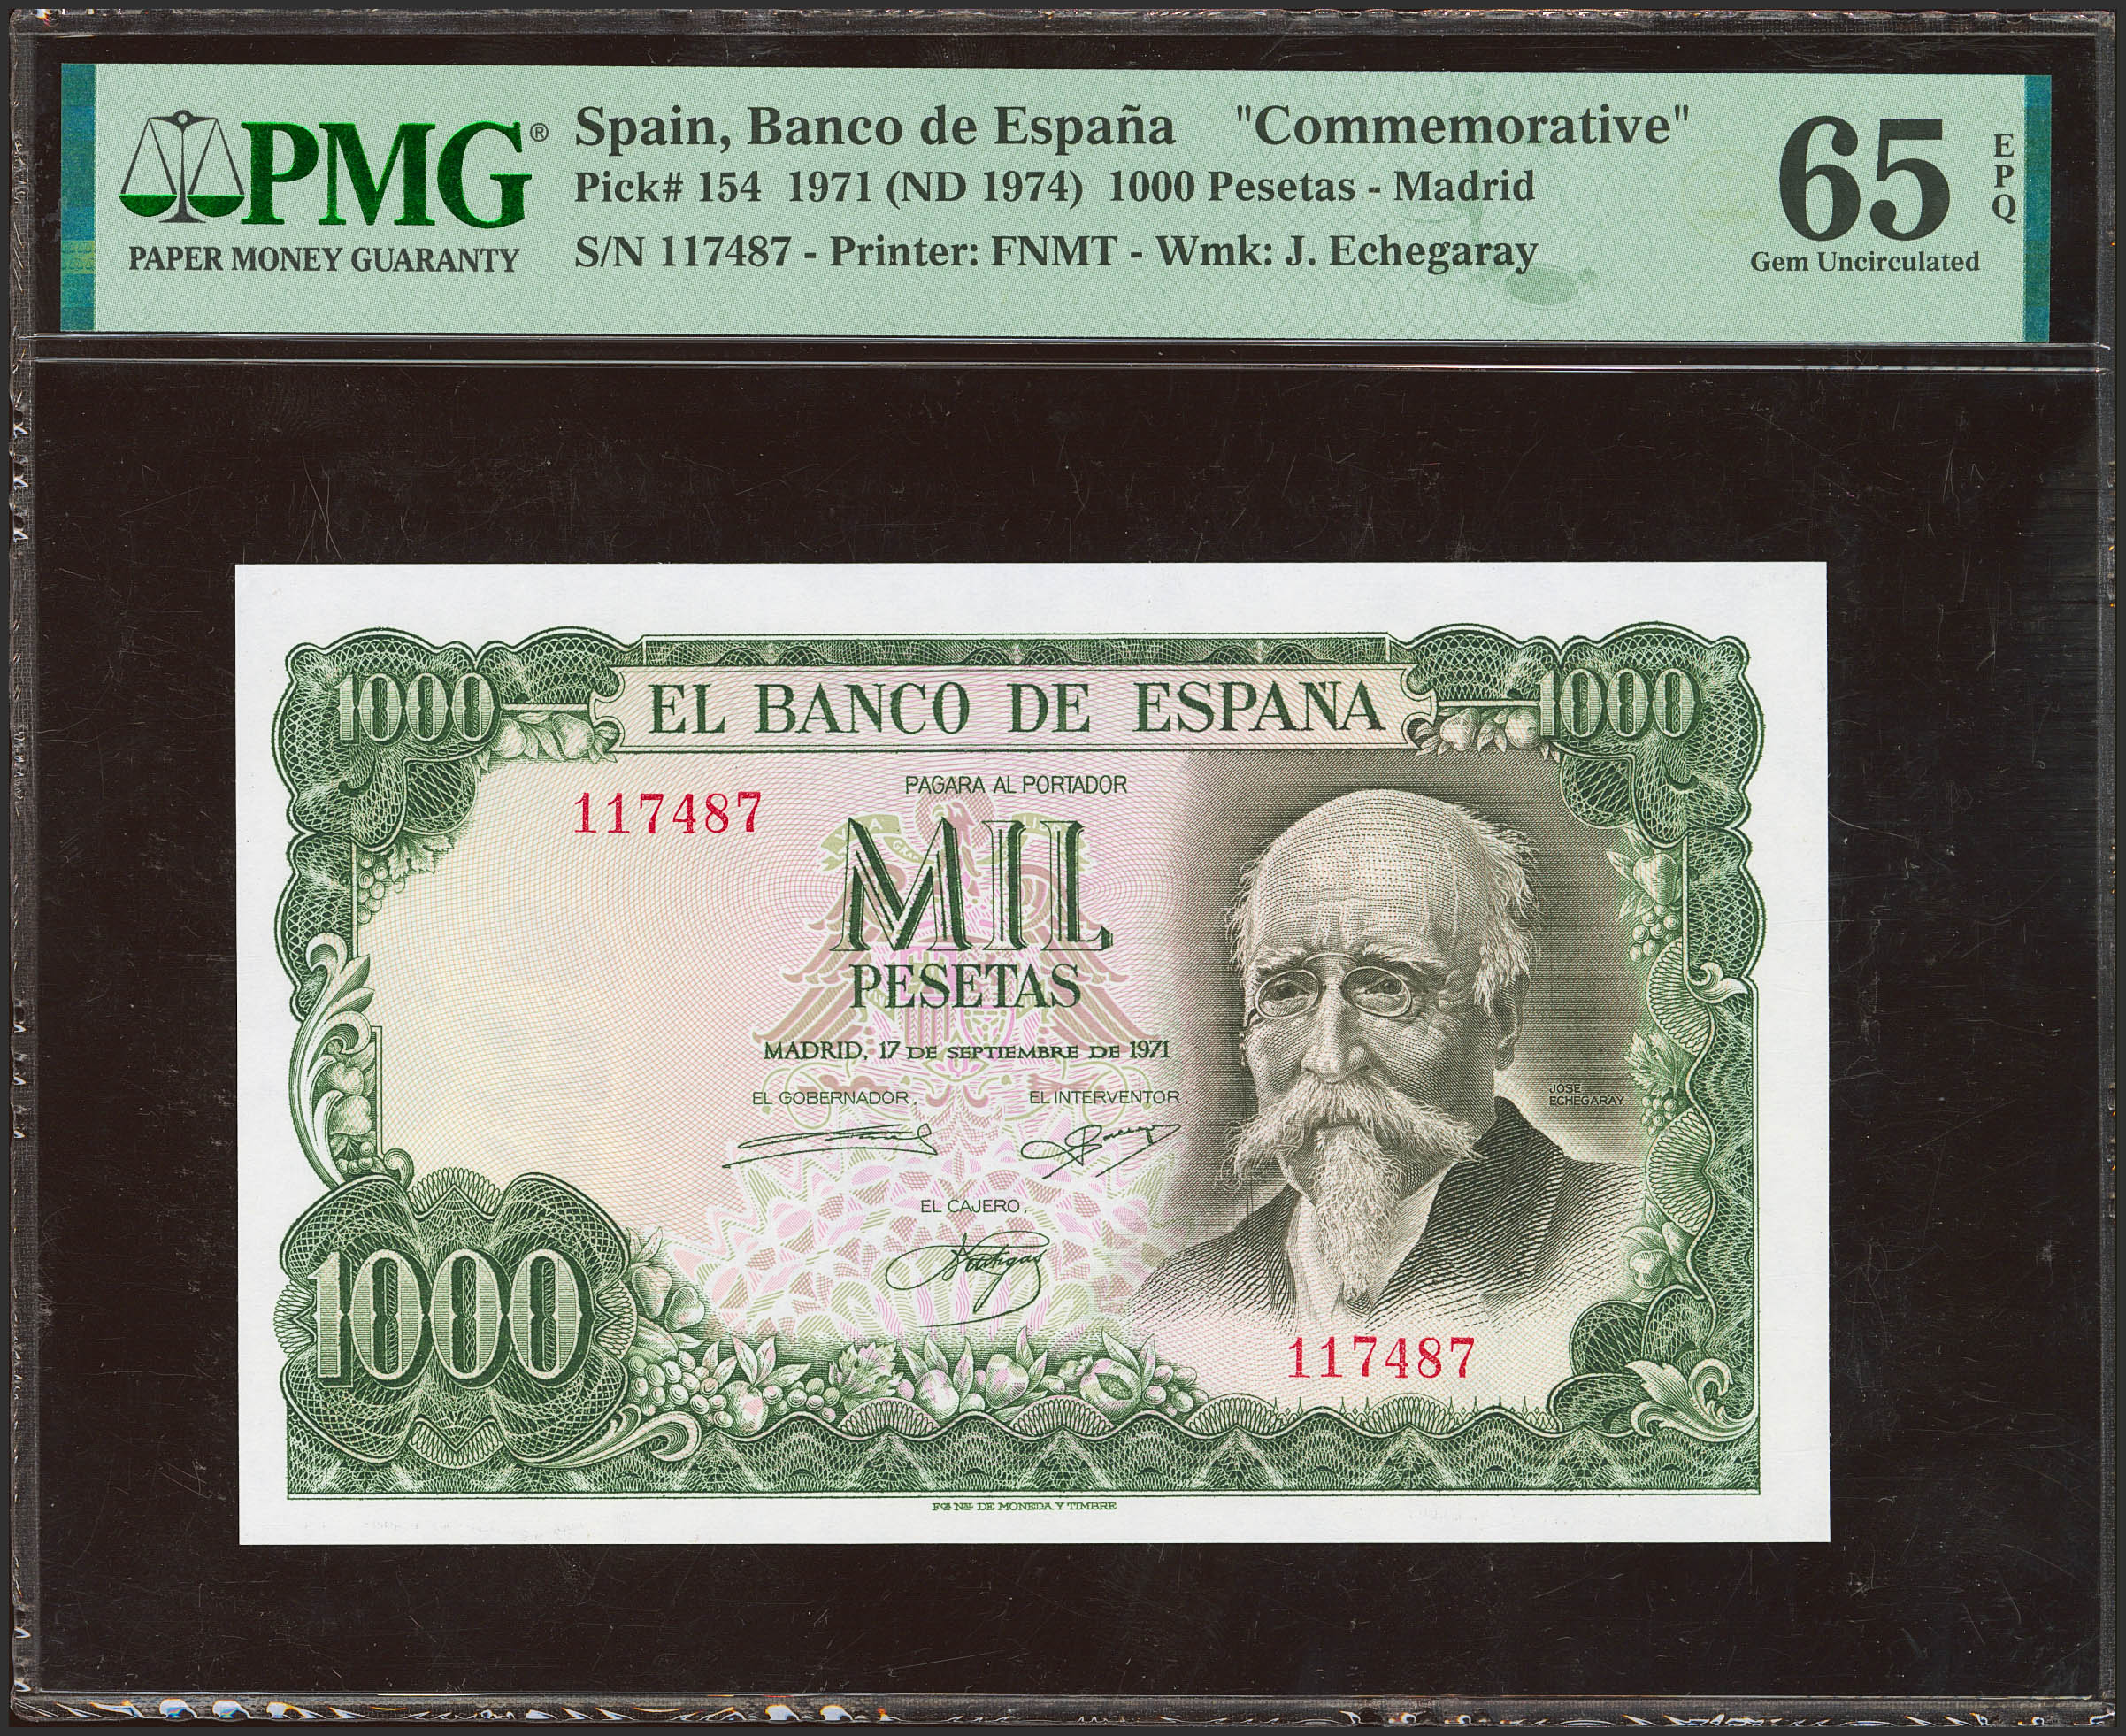 PMG®
PAPER MONEY GUARANTY
Spain, Banco de España "Commemorative"
Pick# 154 1971 (ND 1974) 1000 Pesetas - Madrid
S/N 117487 - Printer: FNMT - Wmk: J. Echegaray
65
EPQ
Gem Uncirculated
1000
EL BANCO DE ESPAÑA
1000
PAGARA AL PORTADOR
117487
MIL
PESETAS
MADRID, 17 DE SEPTIEMBRE DE 1971
EL GOBERNADOR,
EL INTERVENTOR,
JOSE
ECHEGARAY
EL CAJERO,
1000
117487
FCA. NAL. DE MONEDA Y TIMBRE